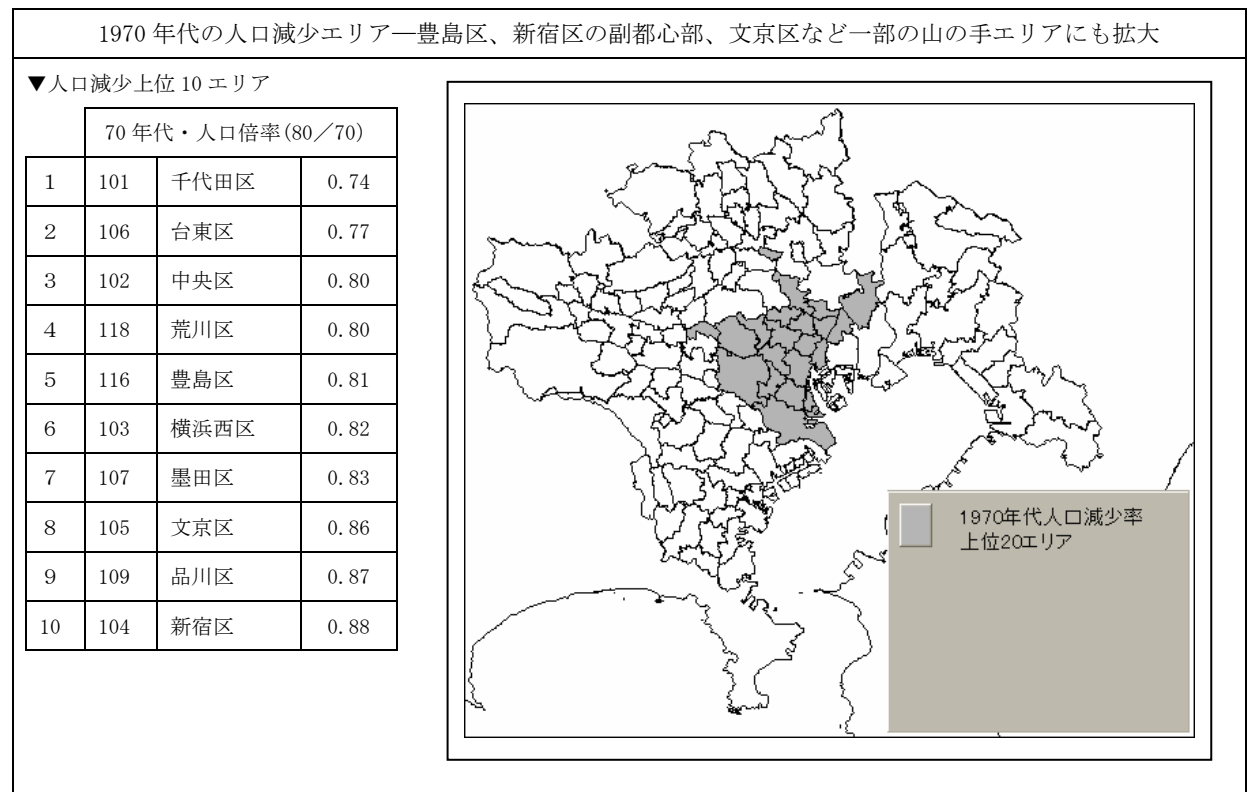 1970 年代の人口減少エリア―豊島区、新宿区の副都心部、文京区など一部の山の手エリアにも拡大
▼人口減少上位 10 エリア
70 年代・人口倍率(80／70)
1 101 千代田区 0.74
2 106 台東区 0.77
3 102 中央区 0.80
4 118 荒川区 0.80
5 116 豊島区 0.81
6 103 横浜西区 0.82
7 107 墨田区 0.83
8 105 文京区 0.86
9 109 品川区 0.87
10 104 新宿区 0.88
1970年代人口減少率
上位20エリア